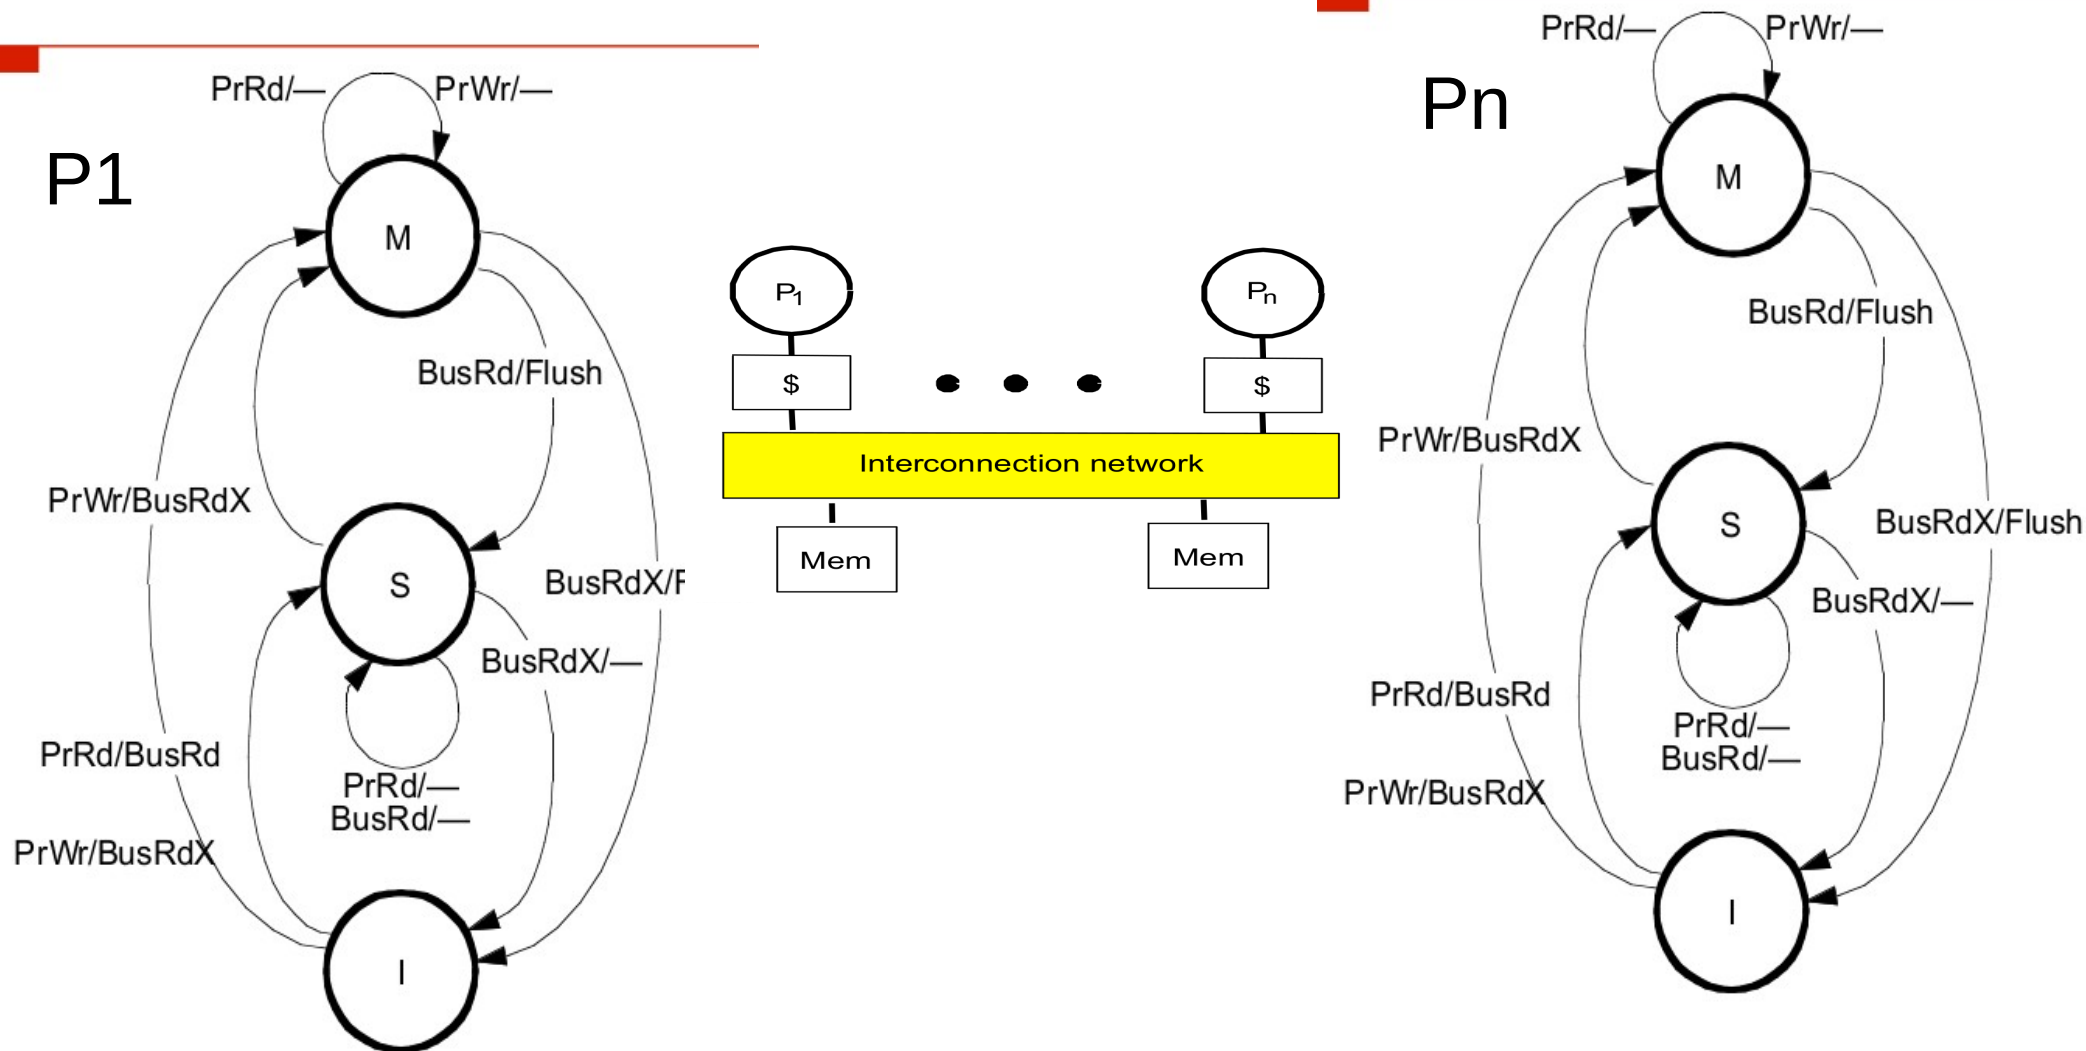 PrRd/—
PrWr/—
P1
M
BusRd/Flush
PrWr/BusRdX
S
BusRdX/F
BusRdX/—
PrRd/BusRd
PrRd/—
BusRd/—
PrWr/BusRdX
I
P1
Pn
$
$
Interconnection network
Mem
Mem
PrRd/—
PrWr/—
Pn
M
BusRd/Flush
PrWr/BusRdX
S
BusRdX/Flush
BusRdX/—
PrRd/BusRd
PrRd/—
BusRd/—
PrWr/BusRdX
I